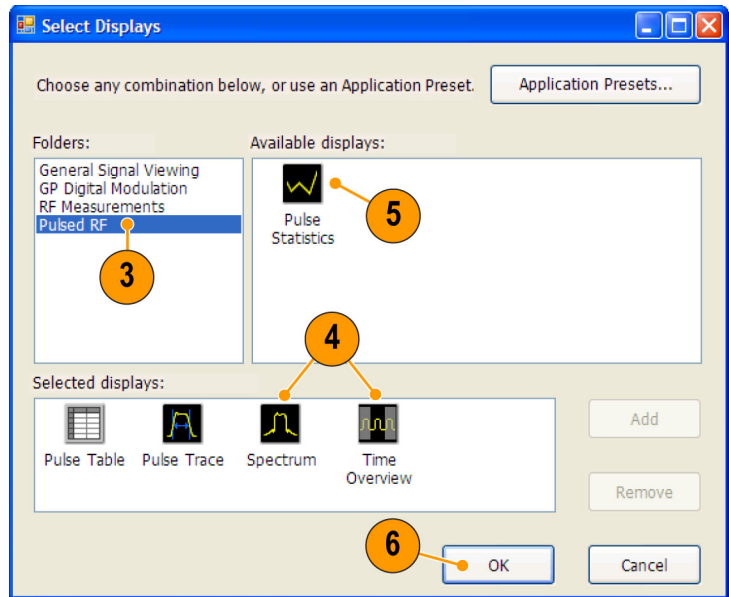 Select Displays
Choose any combination below, or use an Application Preset.
Application Presets...
Folders:
Available displays:
General Signal Viewing
GP Digital Modulation
RF Measurements
Pulsed RF
3
Pulse
Statistics
5
4
Selected displays:
Pulse Table
Pulse Trace
Spectrum
Time
Overview
Add
Remove
6
OK
Cancel